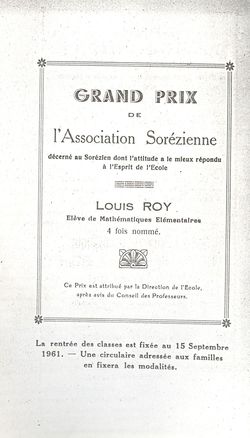 GRAND PRIX
DE
l'Association Sorézienne
décerné au Sorézien dont l'attitude a le mieux répondu
à l'Esprit de l'Ecole
LOUIS ROY
Elève de Mathématiques Elémentaires
4 fois nommé.
Ce Prix est attribué par la Direction de l'Ecole,
après avis du Conseil des Professeurs.
La rentrée des classes est fixée au 15 Septembre
1961. — Une circulaire adressée aux familles
en fixera les modalités.